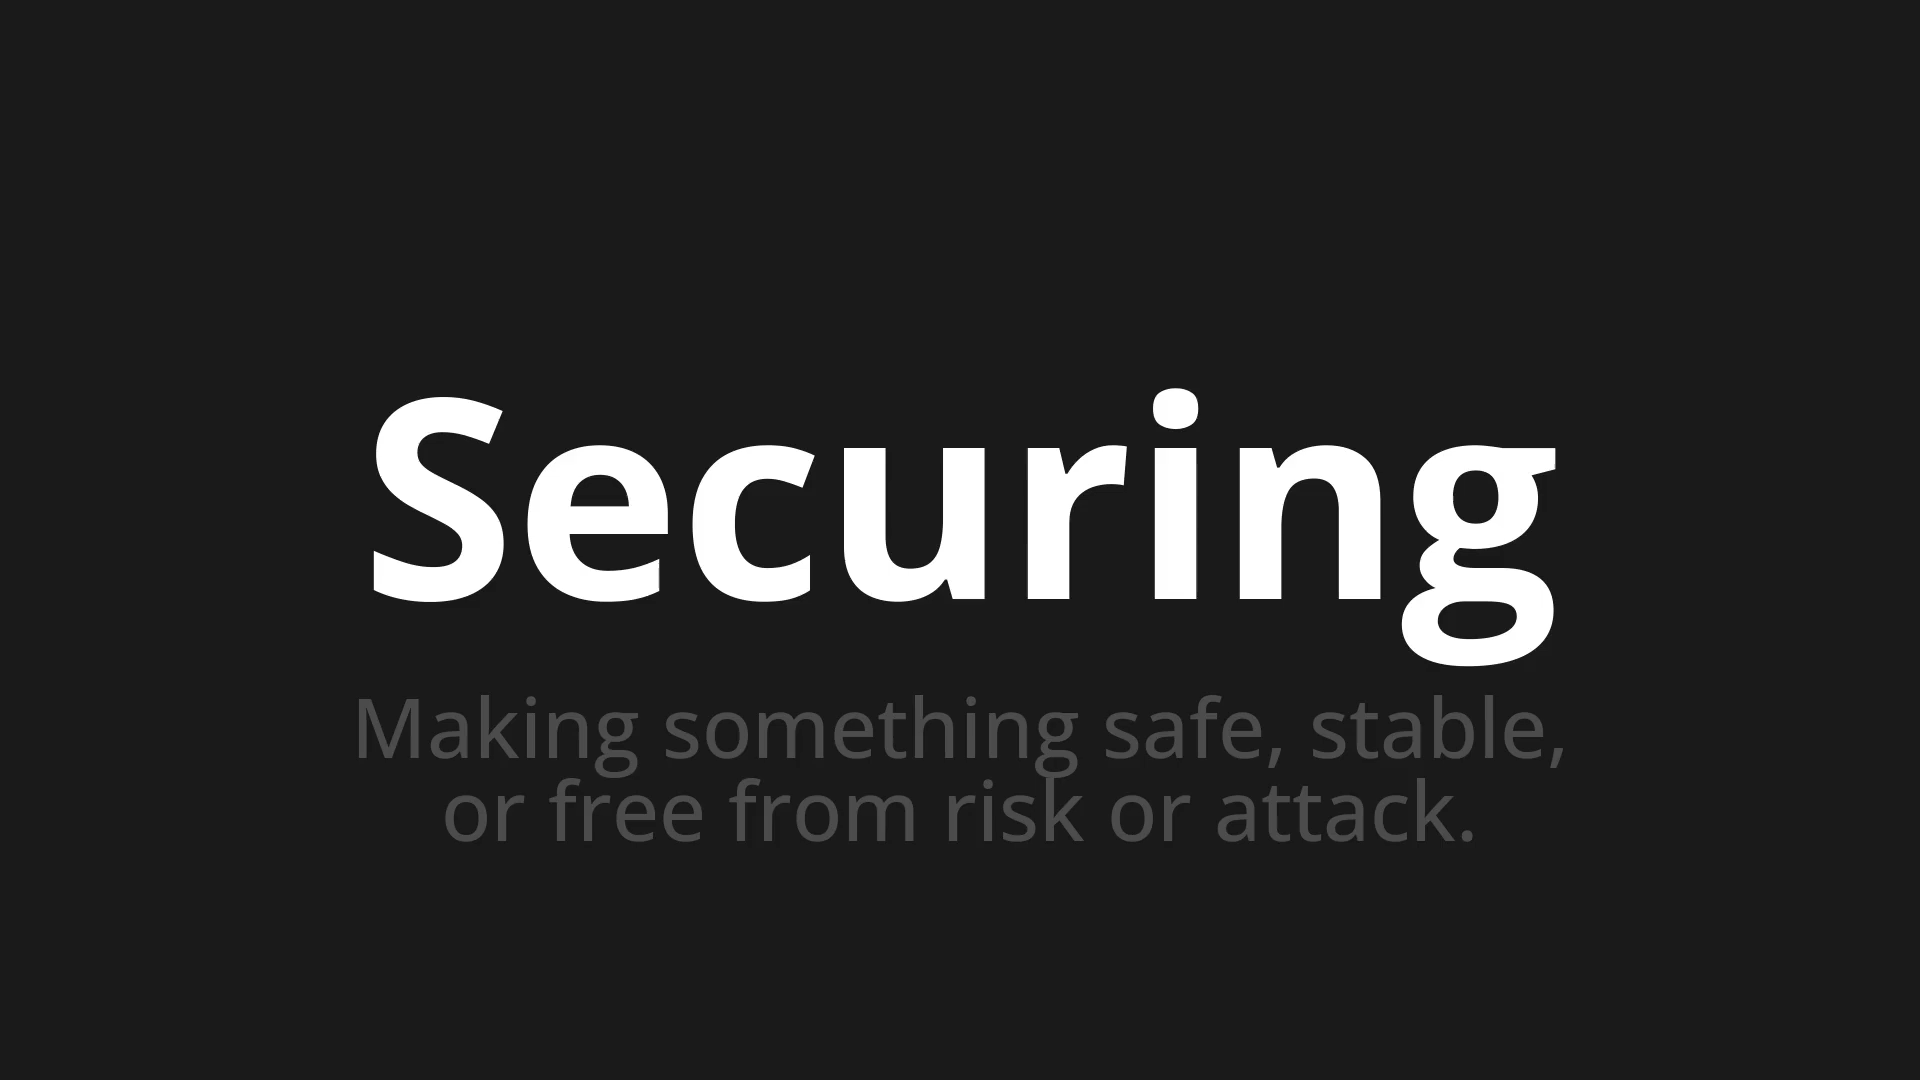 Securing
Making something safe, stable,
or free from risk or attack.